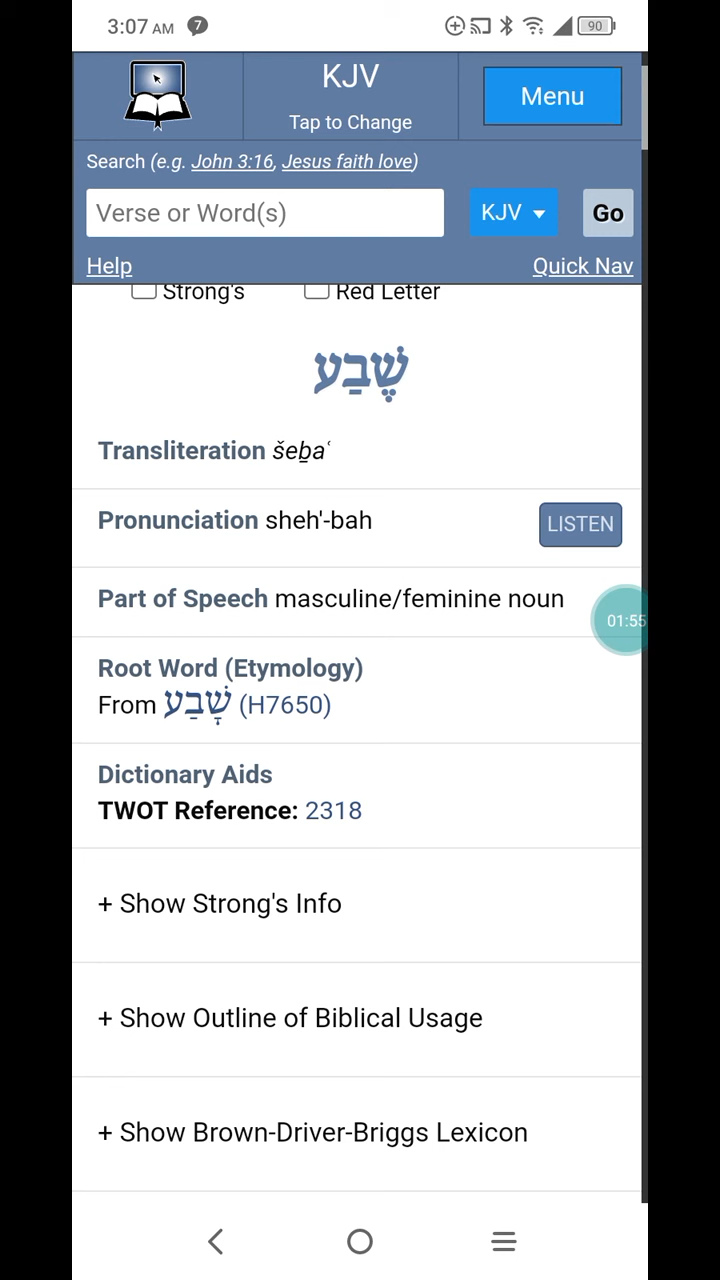 3:07 AM 7 90
KJV
Tap to Change
Menu
Search (e.g. John 3:16, Jesus faith love)
Verse or Word(s)
KJV
Go
Help
Quick Nav
Strong's
Red Letter
שֶׁבַע
Transliteration šeḇaʿ
Pronunciation sheh'-bah
LISTEN
Part of Speech masculine/feminine noun
01:55
Root Word (Etymology)
From שָׁבַע (H7650)
Dictionary Aids
TWOT Reference: 2318
+ Show Strong's Info
+ Show Outline of Biblical Usage
+ Show Brown-Driver-Briggs Lexicon